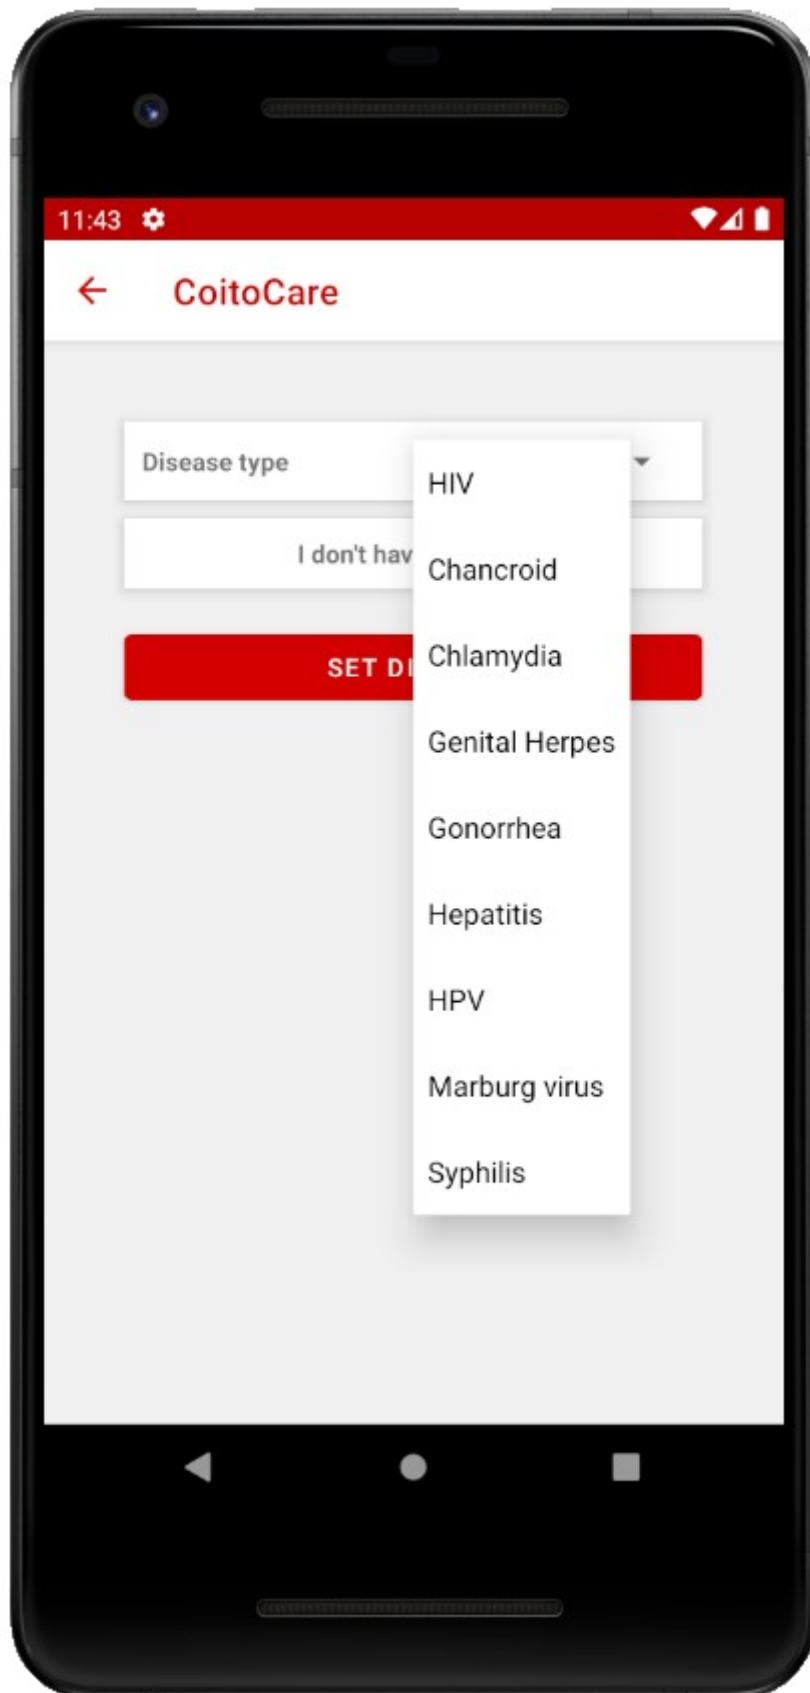 11:43
CoitoCare
Disease type
I don't hav
SET DI
HIV
Chancroid
Chlamydia
Genital Herpes
Gonorrhea
Hepatitis
HPV
Marburg virus
Syphilis